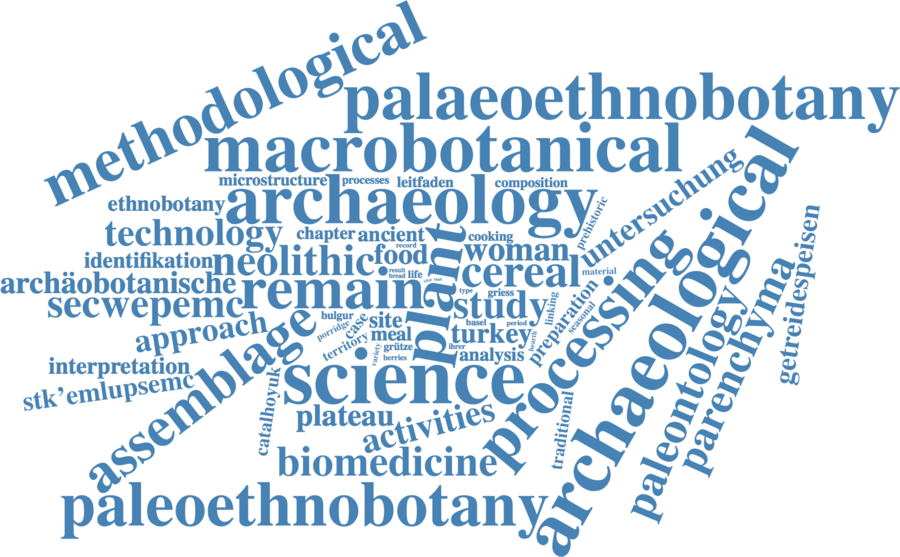 methodological
palaeoethnobotany
macrobotanical
microstructure
processes
leitfaden
composition
untersuchung
archaeological
ethnobotany
archaeology
prehistoric
getreidespeisen
technology
chapter
ancient
record
cooking
woman
identifikation
neolithic
food
plant
cereal
material
archäobotanische
remain
result
bread
life
processing
secwepemc
study
type
griess
linking
preparation
seasonal
parenchyma
paleontology
approach
assemblage
bulgur
porridge
case
site
basel
period
turkey
territory
meal
grütze
hearth
ihrer
variety
berries
analysis
interpretation
stk'emlupsemc
science
catalhoyuk
plateau
activities
traditional
biomedicine
paleoethnobotany